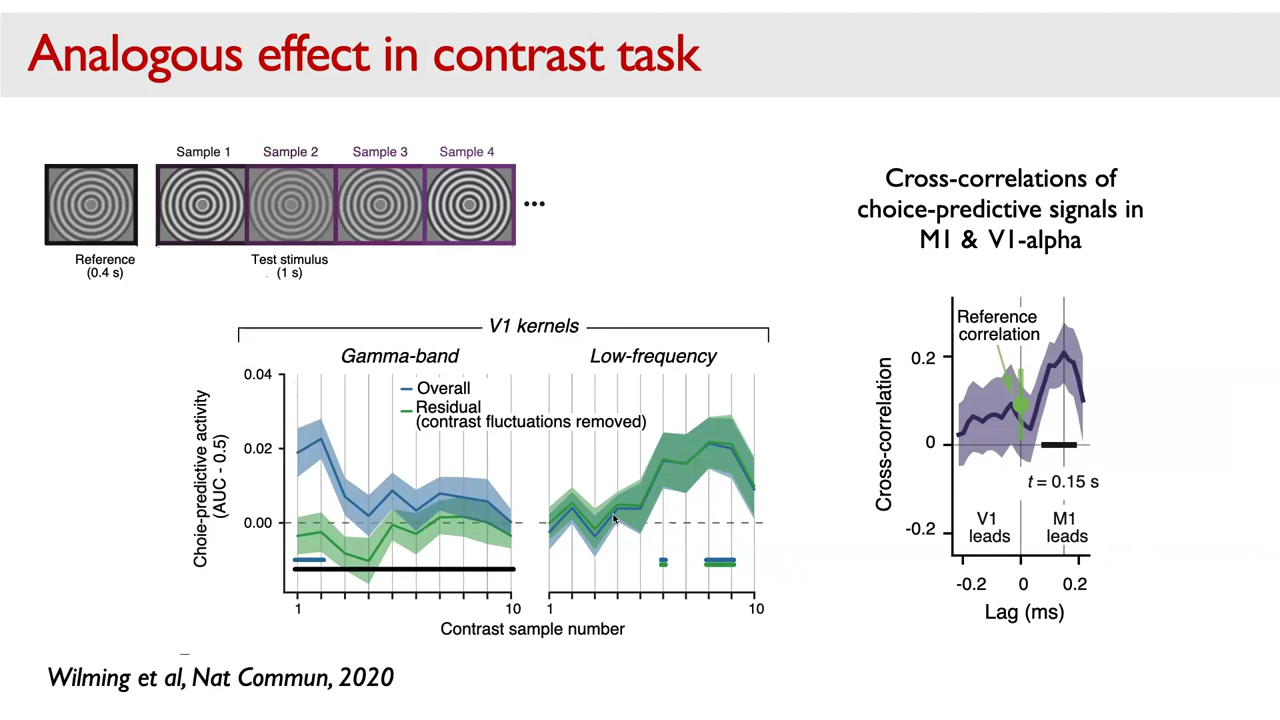 Analogous effect in contrast task
Sample 1
Sample 2
Sample 3
Sample 4
...
Reference
(0.4 s)
Test stimulus
(1 s)
Cross-correlations of
choice-predictive signals in
M1 & V1-alpha
V1 kernels
Gamma-band
Low-frequency
Choice-predictive activity
(AUC - 0.5)
0.04
0.02
0.00
Overall
Residual
(contrast fluctuations removed)
1
10
1
10
Contrast sample number
Cross-correlation
0.2
0
-0.2
Reference
correlation
t = 0.15 s
V1
leads
M1
leads
-0.2
0
0.2
Lag (ms)
Wilming et al, Nat Commun, 2020